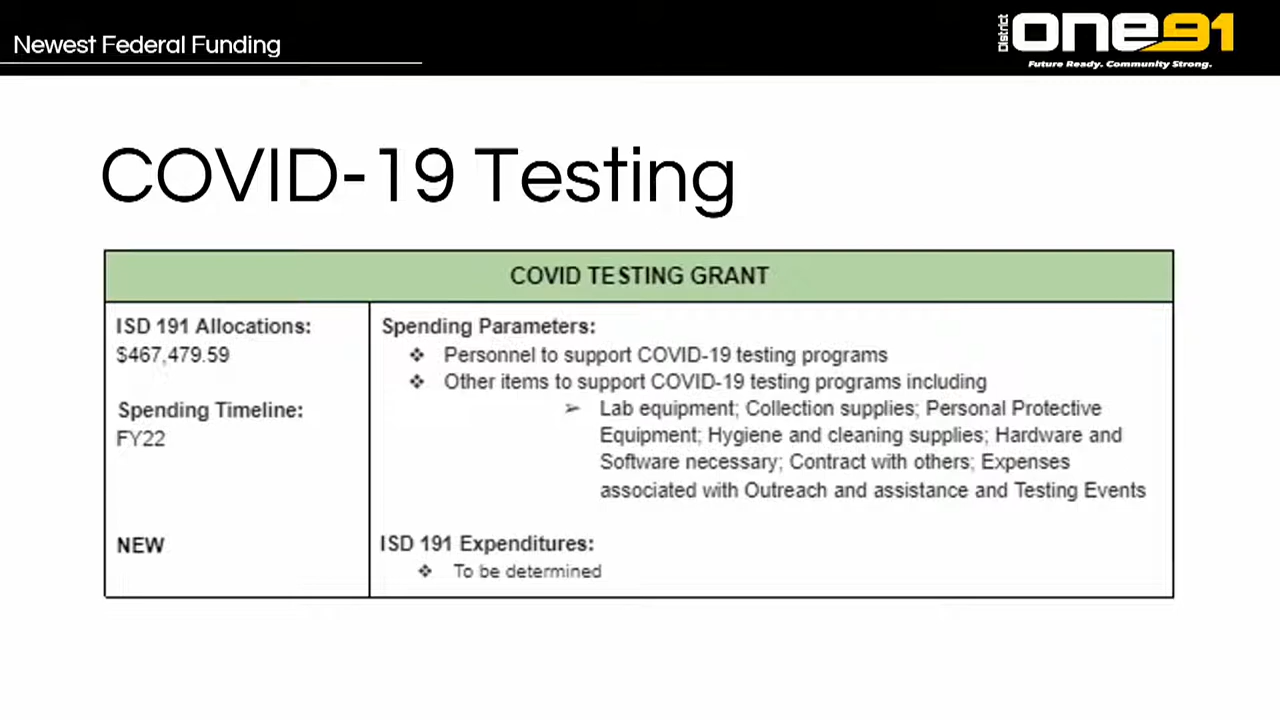 Newest Federal Funding
District
one91
Future Ready. Community Strong.
COVID-19 Testing
COVID TESTING GRANT
ISD 191 Allocations:
$467,479.59
Spending Timeline:
FY22
NEW
Spending Parameters:
❖ Personnel to support COVID-19 testing programs
❖ Other items to support COVID-19 testing programs including
➢ Lab equipment; Collection supplies; Personal Protective
Equipment; Hygiene and cleaning supplies; Hardware and
Software necessary; Contract with others; Expenses
associated with Outreach and assistance and Testing Events
ISD 191 Expenditures:
❖ To be determined